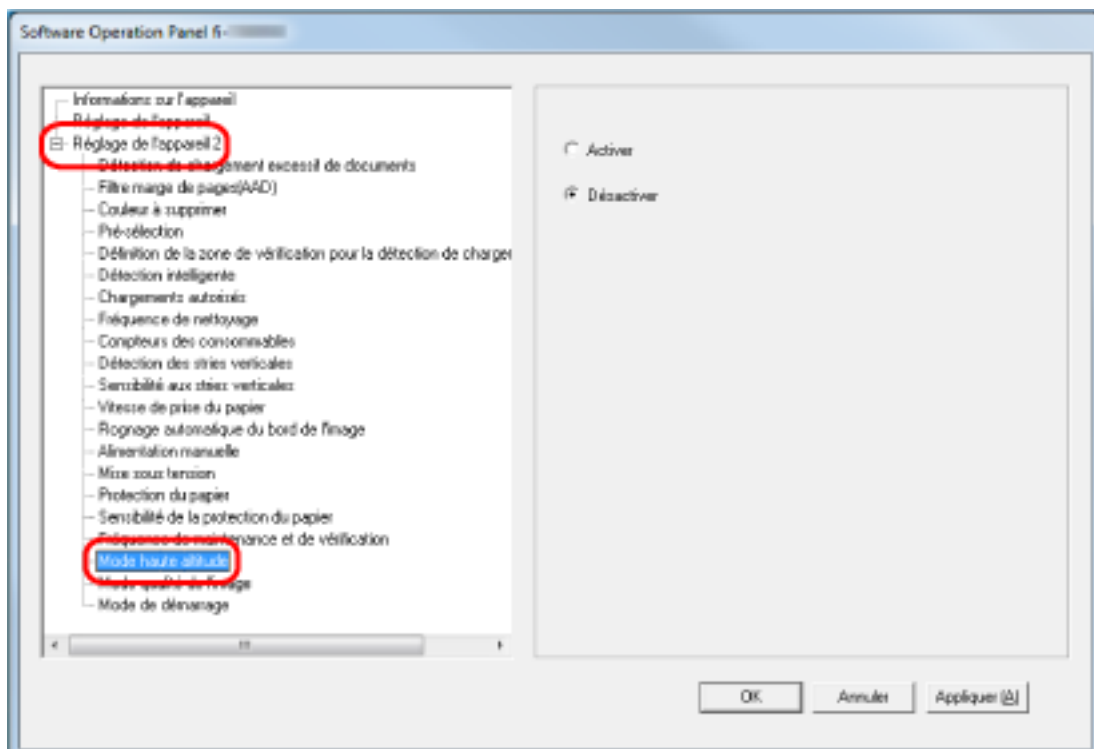 Software Operation Panel fi-
Informations sur l'appareil
Réglage de l'appareil
Réglage de l'appareil 2
Détection de chargement excessif de documents
Filtre marge de pages(AAD)
Couleur à supprimer
Pré-sélection
Définition de la zone de vérification pour la détection de charger
Détection intelligente
Chargements autorisés
Fréquence de nettoyage
Compteurs des consommables
Détection des stries verticales
Sensibilité aux stries verticales
Vitesse de prise du papier
Rognage automatique du bord de l'image
Alimentation manuelle
Mise sous tension
Protection du papier
Sensibilité de la protection du papier
Fréquence de maintenance et de vérification
Mode haute altitude
Mode qualité de l'image
Mode de démarrage
Activer
Désactiver
OK
Annuler
Appliquer (A)